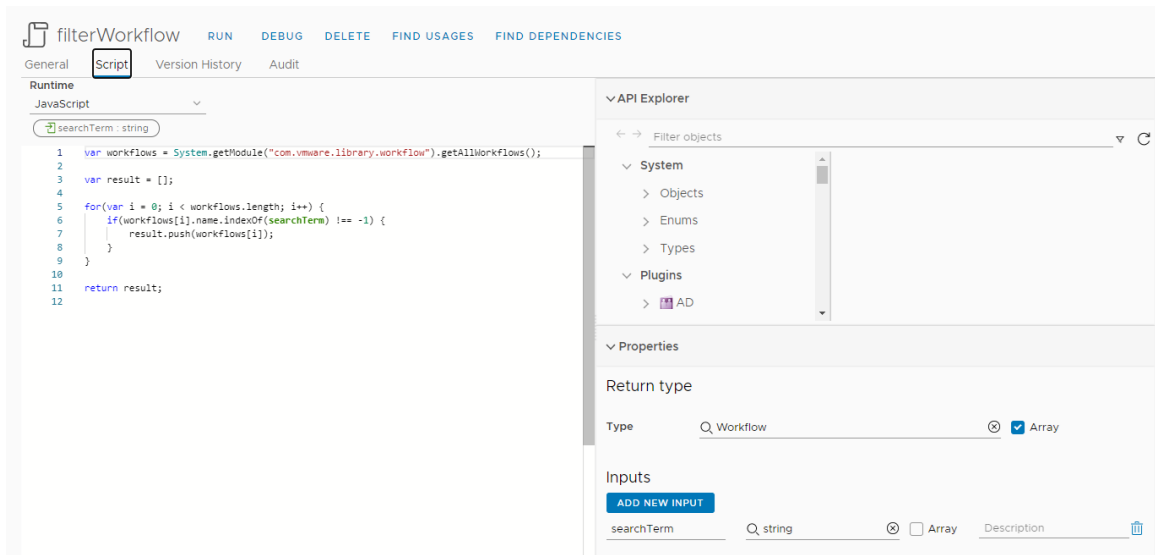 filterWorkflow RUN DEBUG DELETE FIND USAGES FIND DEPENDENCIES
General Script Version History Audit
Runtime
JavaScript
searchTerm : string
1 var workflows = System.getModule("com.vmware.library.workflow").getAllWorkflows();
2
3 var result = [];
4
5 for(var i = 0; i < workflows.length; i++) {
6 if(workflows[i].name.indexOf(searchTerm) !== -1) {
7 result.push(workflows[i]);
8 }
9 }
10
11 return result;
12
API Explorer
Filter objects
System
Objects
Enums
Types
Plugins
AD
Properties
Return type
Type Workflow Array
Inputs
ADD NEW INPUT
searchTerm string Array Description